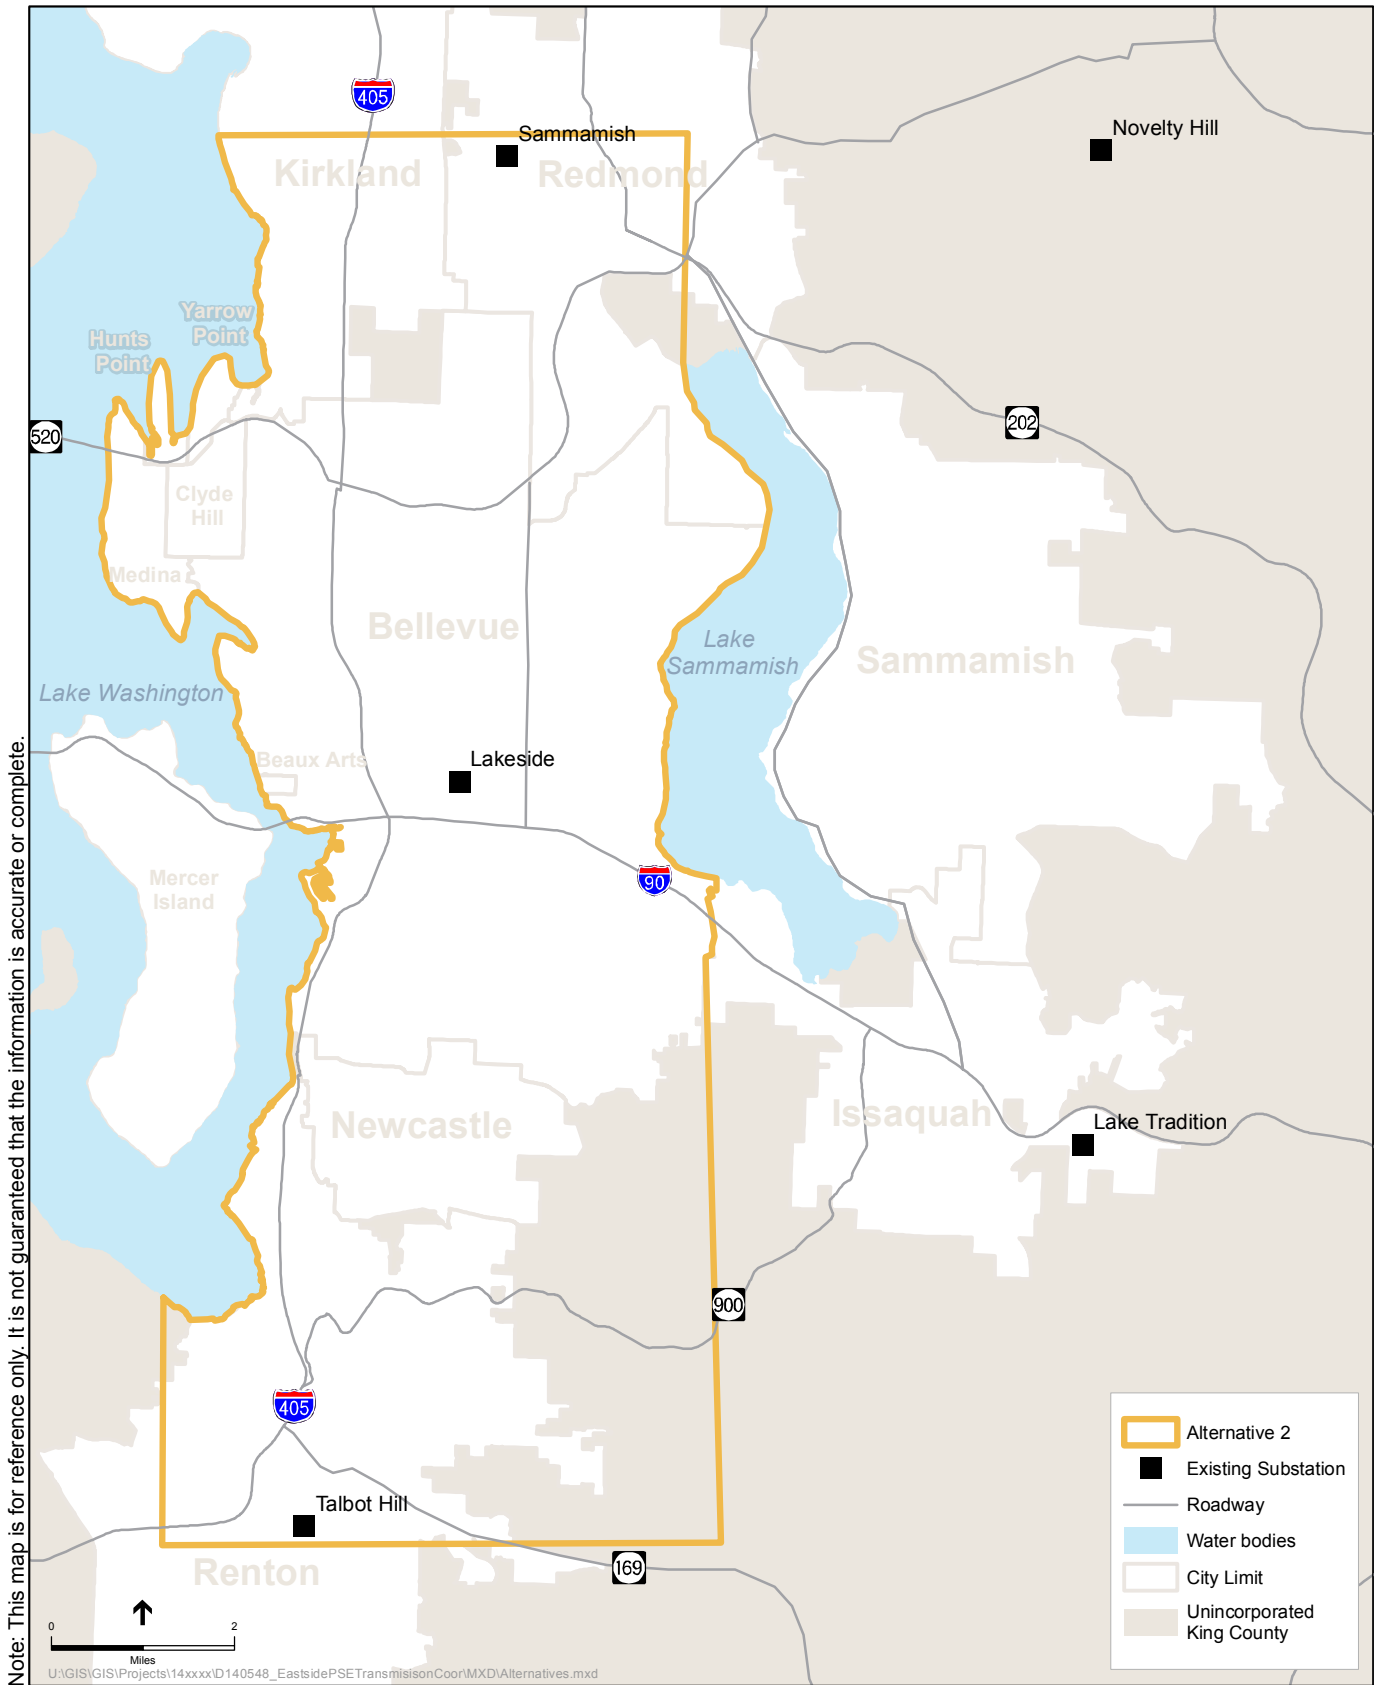 405
Sammamish
Novelty Hill
Kirkland
Redmond
Yarrow
Point
Hunts
Point
520
202
Clyde
Hill
Medina
Bellevue
Lake
Sammamish
Sammamish
Lake Washington
Beaux Arts
Lakeside
Mercer
Island
90
Newcastle
Issaquah
Lake Tradition
900
405
Talbot Hill
Renton
169
Alternative 2
Existing Substation
Roadway
Water bodies
City Limit
Unincorporated
King County
0 2
Miles
U:\GIS\GIS\Projects\14xxxx\D140548_EastsidePSETransmisisonCoor\MXD\Alternatives.mxd
Note: This map is for reference only. It is not guaranteed that the information is accurate or complete.